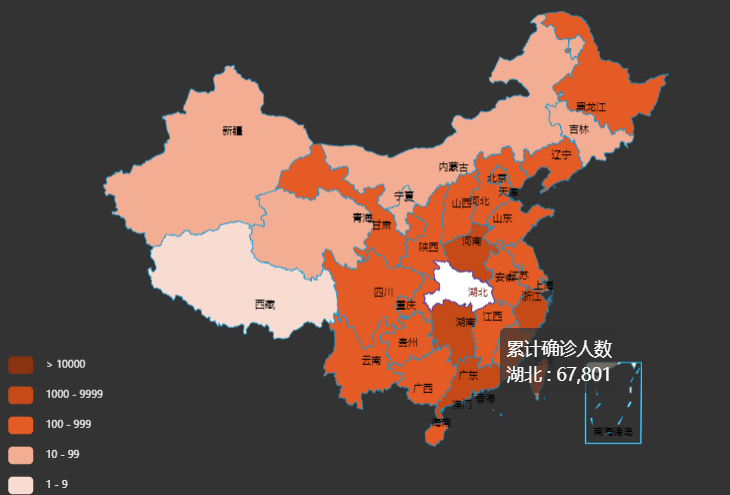 黑龙江
吉林
新疆
辽宁
内蒙古
北京
天津
宁夏
山西
河北
青海
甘肃
山东
陕西
河南
西藏
四川
重庆
湖北
安徽
江苏
上海
浙江
湖南
江西
贵州
云南
累计确诊人数
湖北 : 67,801
广西
广东
澳门
香港
海南
南海诸岛
> 10000
1000 - 9999
100 - 999
10 - 99
1 - 9